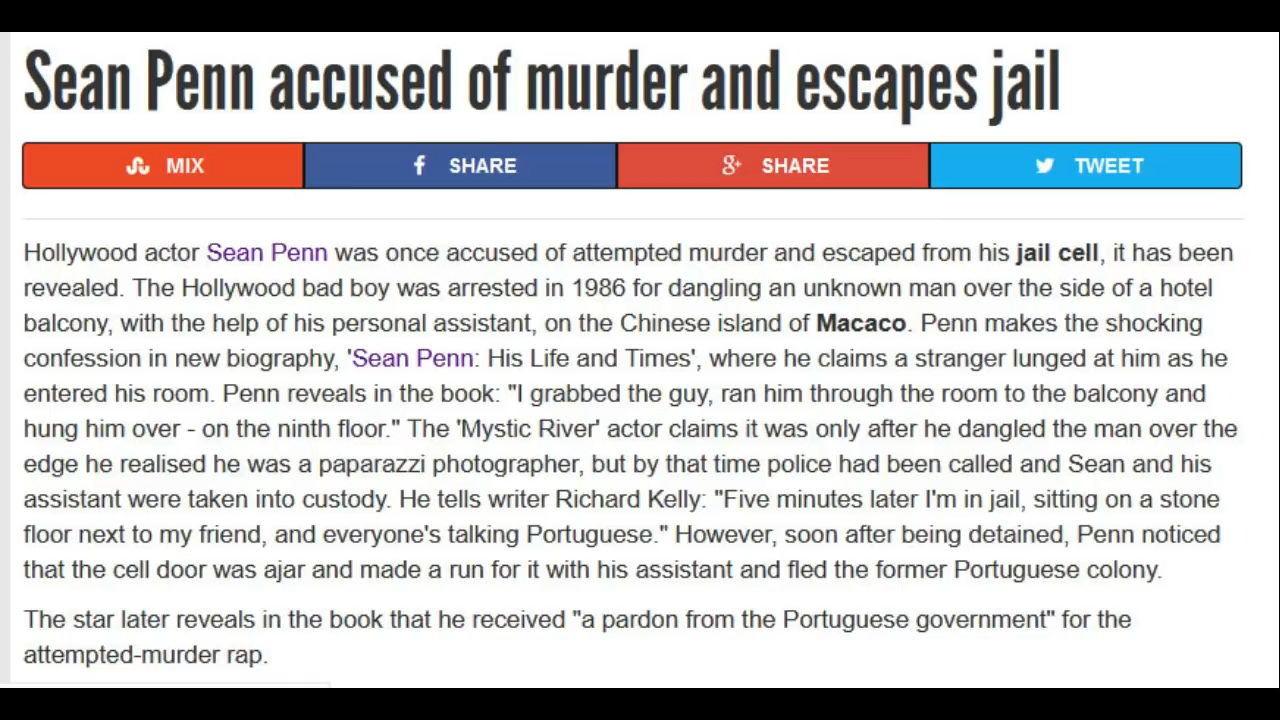 Sean Penn accused of murder and escapes jail
MIX
SHARE
SHARE
TWEET
Hollywood actor Sean Penn was once accused of attempted murder and escaped from his jail cell, it has been
revealed. The Hollywood bad boy was arrested in 1986 for dangling an unknown man over the side of a hotel
balcony, with the help of his personal assistant, on the Chinese island of Macaco. Penn makes the shocking
confession in new biography, 'Sean Penn: His Life and Times', where he claims a stranger lunged at him as he
entered his room. Penn reveals in the book: "I grabbed the guy, ran him through the room to the balcony and
hung him over - on the ninth floor." The 'Mystic River' actor claims it was only after he dangled the man over the
edge he realised he was a paparazzi photographer, but by that time police had been called and Sean and his
assistant were taken into custody. He tells writer Richard Kelly: "Five minutes later I'm in jail, sitting on a stone
floor next to my friend, and everyone's talking Portuguese." However, soon after being detained, Penn noticed
that the cell door was ajar and made a run for it with his assistant and fled the former Portuguese colony.
The star later reveals in the book that he received "a pardon from the Portuguese government" for the
attempted-murder rap.